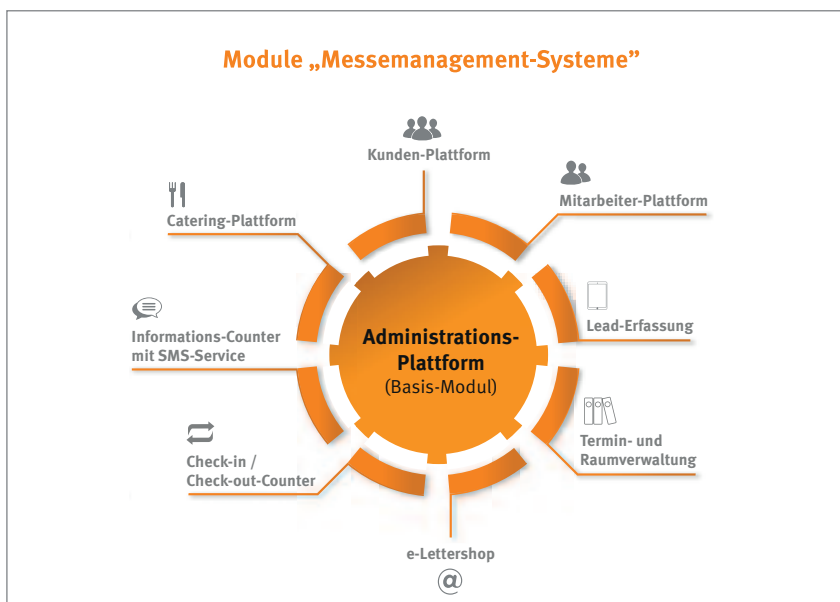 Module „Messemanagement-Systeme”
Kunden-Plattform
Mitarbeiter-Plattform
Catering-Plattform
Lead-Erfassung
Informations-Counter
mit SMS-Service
Administrations-
Plattform
(Basis-Modul)
Termin- und
Raumverwaltung
Check-in /
Check-out-Counter
e-Lettershop
@